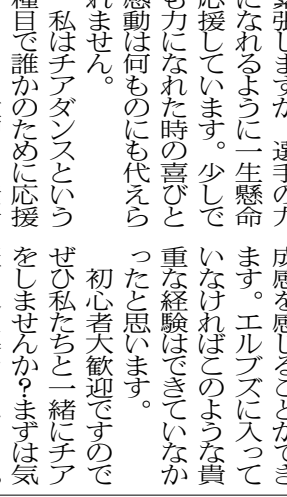 緊張しますが、選手の力
になれるように一生懸命
応援しています。少しで
も力になれた時の喜びと
感動は何ものにも代えら
れません。
私はチアダンスという
種目で誰かのために応援
成感を感じることができ
ます。エルブズに入って
いなければこのような貴
重な経験はできていなか
ったと思います。
初心者大歓迎ですので
ぜひ私たちと一緒にチア
をしませんか？まずは気